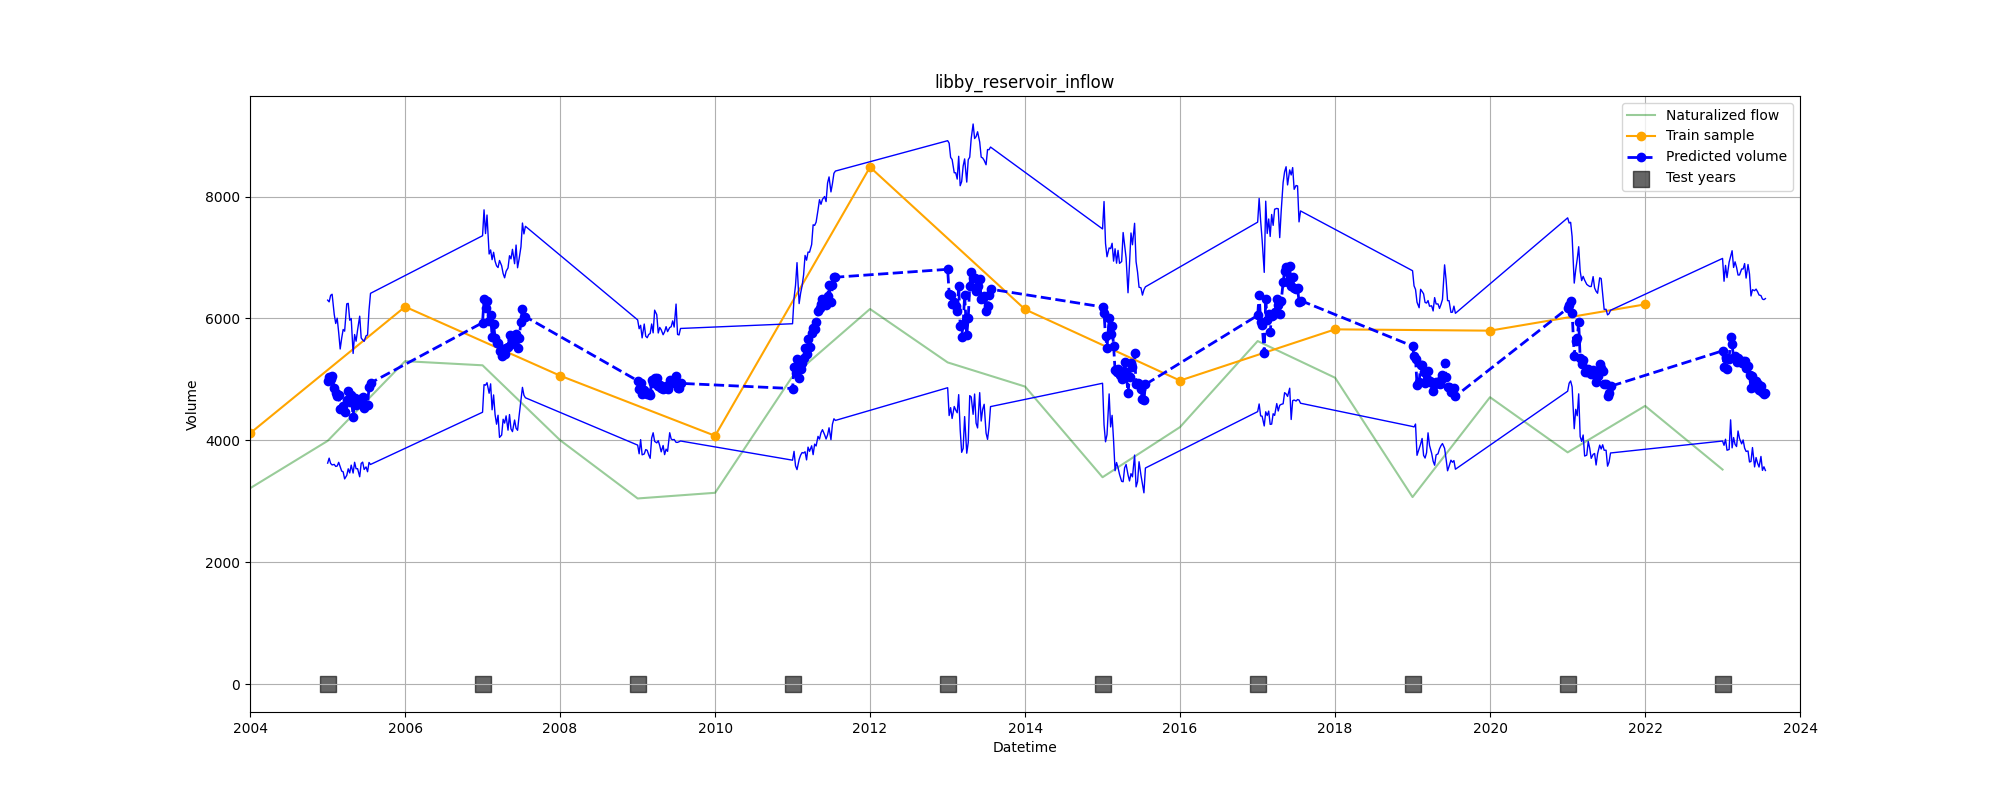 libby_reservoir_inflow
Naturalized flow
Train sample
Predicted volume
Test years
Volume
8000
6000
4000
2000
0
2004 2006 2008 2010 2012 2014 2016 2018 2020 2022 2024
Datetime